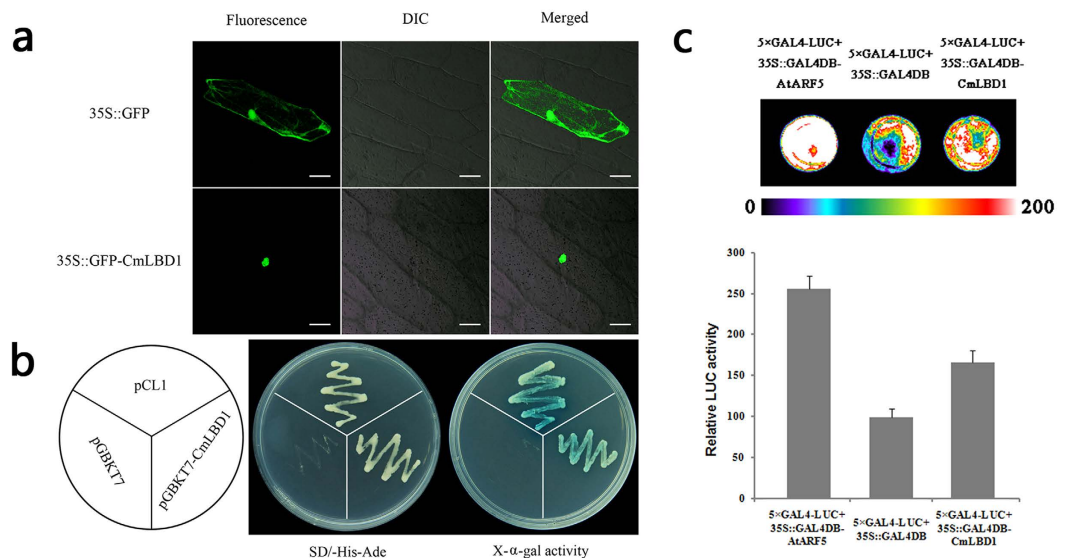 a
Fluorescence
DIC
Merged
35S::GFP
35S::GFP-CmLBD1
b
pCL1
pGBKT7
pGBKT7-CmLBD1
SD/-His-Ade
X-α-gal activity
c
5×GAL4-LUC+
35S::GAL4DB-
AtARF5
5×GAL4-LUC+
35S::GAL4DB
5×GAL4-LUC+
35S::GAL4DB-
CmLBD1
0
200
Relative LUC activity
300
250
200
150
100
50
0
5×GAL4-LUC+
35S::GAL4DB-
AtARF5
5×GAL4-LUC+
35S::GAL4DB
5×GAL4-LUC+
35S::GAL4DB-
CmLBD1